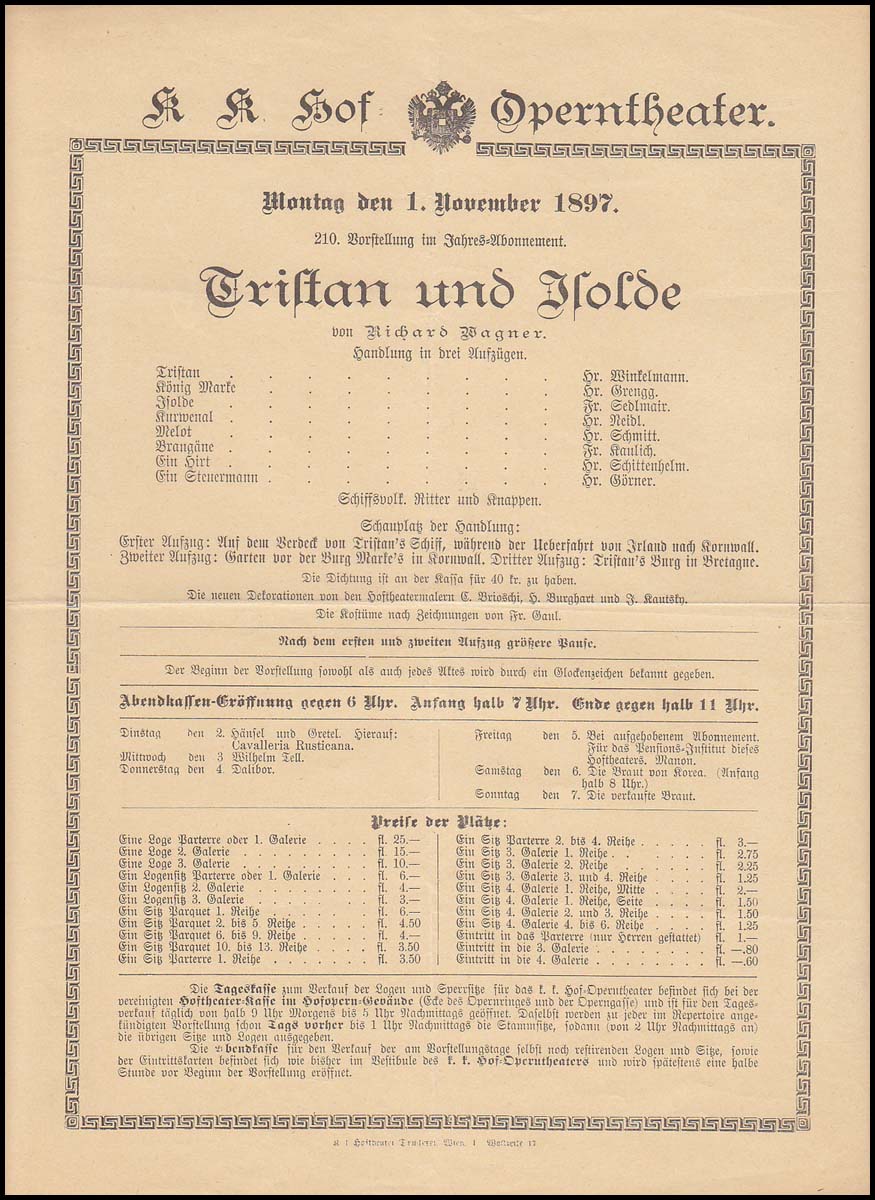 K K Hof Operntheater.
Montag den 1. November 1897.
210. Vorstellung im Jahres-Abonnement.
Tristan und Isolde
von Richard Wagner.
Handlung in drei Aufzügen.
Tristan . . . . . . . . Hr. Winkelmann.
König Marke . . . . . . . Hr. Grengg.
Isolde . . . . . . . . Fr. Sedlmair.
Kurwenal . . . . . . . Hr. Neidl.
Melot . . . . . . . . Hr. Schmitt.
Brangäne . . . . . . . . Fr. Kaulich.
Ein Hirt . . . . . . . . Hr. Schittenhelm.
Ein Steuermann . . . . . . . Hr. Görner.
Schiffsvolk. Ritter und Knappen.
Schauplatz der Handlung:
Erster Aufzug: Auf dem Verdeck von Tristan's Schiff, während der Ueberfahrt von Irland nach Kornwall.
Zweiter Aufzug: Garten vor der Burg Marke's in Kornwall. Dritter Aufzug: Tristan's Burg in Bretagne.
Die Dichtung ist an der Kassa für 40 kr. zu haben.
Die neuen Dekorationen von den Hoftheatermalern C. Brioschi, H. Burghart und J. Kautsky.
Die Kostüme nach Zeichnungen von Fr. Gaul.
Nach dem ersten und zweiten Aufzug größere Pause.
Der Beginn der Vorstellung sowohl als auch jedes Aktes wird durch ein Glockenzeichen bekannt gegeben.
Abendkassen-Eröffnung gegen 6 Uhr. Anfang halb 7 Uhr. Ende gegen halb 11 Uhr.
Dinstag den 2. Hänsel und Gretel. Hierauf:
Cavalleria Rusticana.
Mittwoch den 3 Wilhelm Tell.
Donnerstag den 4. Dalibor.
Freitag den 5. Bei aufgehobenem Abonnement.
Für das Pensions-Institut dieses
Hoftheaters. Manon.
Samstag den 6. Die Braut von Korea. (Anfang
halb 8 Uhr.)
Sonntag den 7. Die verkaufte Braut.
Preise der Plätze:
Eine Loge Parterre oder 1. Galerie . . . . fl. 25.—
Eine Loge 2. Galerie . . . . . . . . . fl. 15.—
Eine Loge 3. Galerie . . . . . . . . . fl. 10.—
Ein Logensitz Parterre oder 1. Galerie . . . fl. 6.—
Ein Logensitz 2. Galerie . . . . . . . . fl. 4.—
Ein Logensitz 3. Galerie . . . . . . . . fl. 3.—
Ein Sitz Parquet 1. Reihe . . . . . . . fl. 6.—
Ein Sitz Parquet 2. bis 5. Reihe . . . . . fl. 4.50
Ein Sitz Parquet 6. bis 9. Reihe . . . . . fl. 4.—
Ein Sitz Parquet 10. bis 13. Reihe . . . . fl. 3.50
Ein Sitz Parterre 1. Reihe . . . . . . . fl. 3.50
Ein Sitz Parterre 2. bis 4. Reihe . . . . . fl. 3.—
Ein Sitz 3. Galerie 1. Reihe . . . . . . . fl. 2.75
Ein Sitz 3. Galerie 2. Reihe . . . . . . . fl. 2.25
Ein Sitz 3. Galerie 3. und 4. Reihe . . . . fl. 1.25
Ein Sitz 4. Galerie 1. Reihe, Mitte . . . . . fl. 2.—
Ein Sitz 4. Galerie 1. Reihe, Seite . . . . . fl. 1.50
Ein Sitz 4. Galerie 2. und 3. Reihe . . . . fl. 1.50
Ein Sitz 4. Galerie 4. bis 6. Reihe . . . . fl. 1.25
Eintritt in das Parterre (nur Herren gestattet) fl. 1.—
Eintritt in die 3. Galerie . . . . . . . fl. —.80
Eintritt in die 4. Galerie . . . . . . . fl. —.60
Die Tageskasse zum Verkauf der Logen und Sperrsitze für das k. k. Hof-Operntheater befindet sich bei der
vereinigten Hoftheater-Kasse im Hofopern-Gebäude (Ecke des Opernringes und der Operngasse) und ist für den Tages-
verkauf täglich von halb 9 Uhr Morgens bis 5 Uhr Nachmittags geöffnet. Daselbst werden zu jeder im Repertoire ange-
kündigten Vorstellung schon Tags vorher bis 1 Uhr Nachmittags die Stammsitze, sodann (von 2 Uhr Nachmittags an)
die übrigen Sitze und Logen ausgegeben.
Die Abendkasse für den Verkauf der am Vorstellungstage selbst noch restirenden Logen und Sitze, sowie
der Eintrittskarten befindet sich wie bisher im Vestibule des k. k. Hof-Operntheaters und wird spätestens eine halbe
Stunde vor Beginn der Vorstellung eröffnet.
Hoftheater Druckerei, Wien, I 17